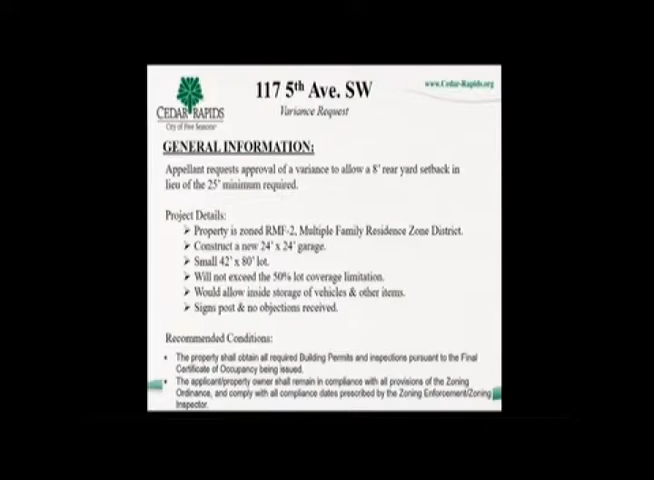 117 5th Ave. SW
www.Cedar-Rapids.org
Variance Request
CEDAR RAPIDS
City of Five Seasons
GENERAL INFORMATION:
Appellant requests approval of a variance to allow a 8' rear yard setback in
lieu of the 25' minimum required.
Project Details:
➢ Property is zoned RMF-2, Multiple Family Residence Zone District.
➢ Construct a new 24' x 24' garage.
➢ Small 42' x 80' lot.
➢ Will not exceed the 50% lot coverage limitation.
➢ Would allow inside storage of vehicles & other items.
➢ Signs post & no objections received.
Recommended Conditions:
• The property shall obtain all required Building Permits and inspections pursuant to the Final
Certificate of Occupancy being issued.
• The applicant/property owner shall remain in compliance with all provisions of the Zoning
Ordinance, and comply with all compliance dates prescribed by the Zoning Enforcement/Zoning
Inspector.